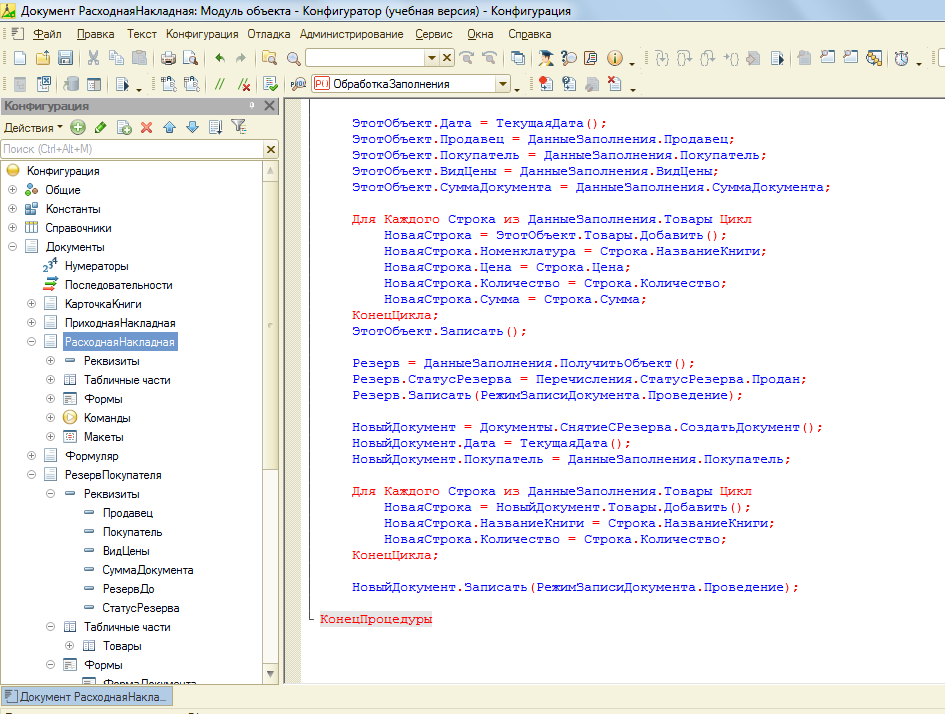 Документ РасходнаяНакладная: Модуль объекта - Конфигуратор (учебная версия) - Конфигурация
Файл Правка Текст Конфигурация Отладка Администрирование Сервис Окна Справка
ОбработкаЗаполнения
Конфигурация
Действия
Поиск (Ctrl+Alt+M)
Конфигурация
Общие
Константы
Справочники
Документы
Нумераторы
Последовательности
КарточкаКниги
ПриходнаяНакладная
РасходнаяНакладная
Реквизиты
Табличные части
Формы
Команды
Макеты
Формуляр
РезервПокупателя
Реквизиты
Продавец
Покупатель
ВидЦены
СуммаДокумента
РезервДо
СтатусРезерва
Табличные части
Товары
Формы
ФормаДокумента
ЭтотОбъект.Дата = ТекущаяДата();
ЭтотОбъект.Продавец = ДанныеЗаполнения.Продавец;
ЭтотОбъект.Покупатель = ДанныеЗаполнения.Покупатель;
ЭтотОбъект.ВидЦены = ДанныеЗаполнения.ВидЦены;
ЭтотОбъект.СуммаДокумента = ДанныеЗаполнения.СуммаДокумента;
Для Каждого Строка из ДанныеЗаполнения.Товары Цикл
НоваяСтрока = ЭтотОбъект.Товары.Добавить();
НоваяСтрока.Номенклатура = Строка.НазваниеКниги;
НоваяСтрока.Цена = Строка.Цена;
НоваяСтрока.Количество = Строка.Количество;
НоваяСтрока.Сумма = Строка.Сумма;
КонецЦикла;
ЭтотОбъект.Записать();
Резерв = ДанныеЗаполнения.ПолучитьОбъект();
Резерв.СтатусРезерва = Перечисления.СтатусРезерва.Продан;
Резерв.Записать(РежимЗаписиДокумента.Проведение);
НовыйДокумент = Документы.СнятиеСРезерва.СоздатьДокумент();
НовыйДокумент.Дата = ТекущаяДата();
НовыйДокумент.Покупатель = ДанныеЗаполнения.Покупатель;
Для Каждого Строка из ДанныеЗаполнения.Товары Цикл
НоваяСтрока = НовыйДокумент.Товары.Добавить();
НоваяСтрока.НазваниеКниги = Строка.НазваниеКниги;
НоваяСтрока.Количество = Строка.Количество;
КонецЦикла;
НовыйДокумент.Записать(РежимЗаписиДокумента.Проведение);
КонецПроцедуры
Документ РасходнаяНакла...